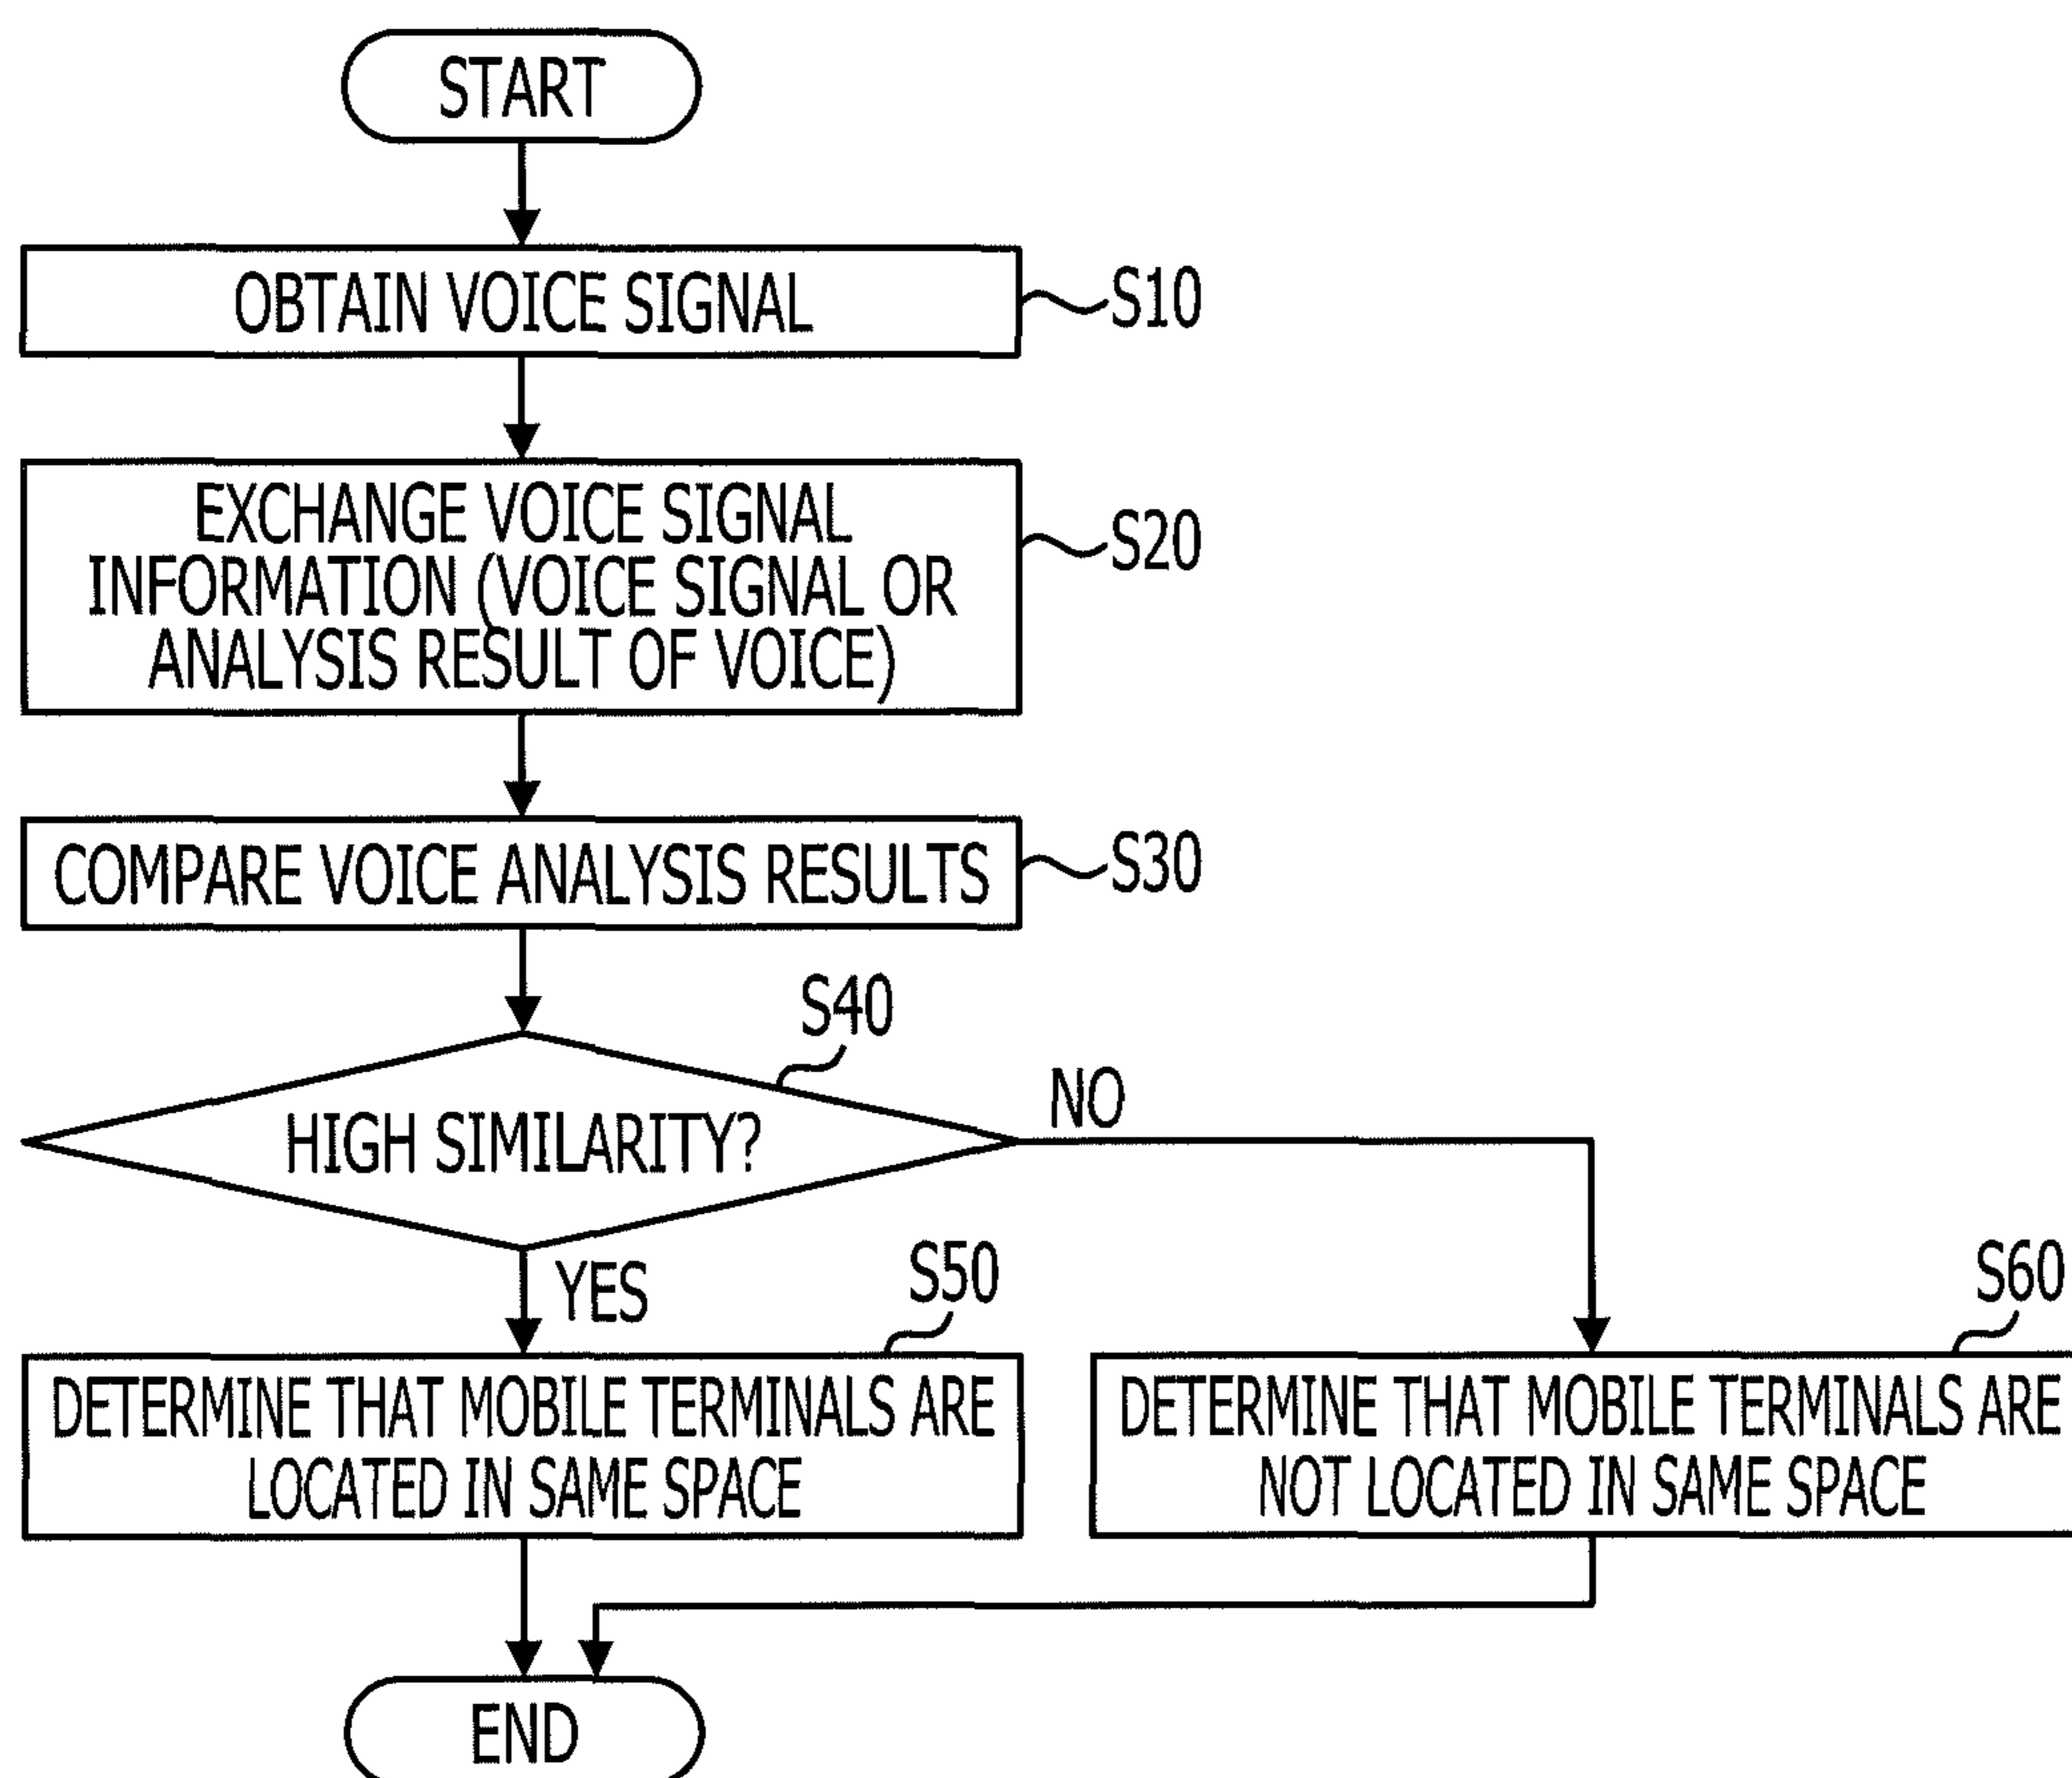 START
OBTAIN VOICE SIGNAL
S10
EXCHANGE VOICE SIGNAL
INFORMATION (VOICE SIGNAL OR
ANALYSIS RESULT OF VOICE)
S20
COMPARE VOICE ANALYSIS RESULTS
S30
S40
HIGH SIMILARITY?
NO
YES
S50
DETERMINE THAT MOBILE TERMINALS ARE
LOCATED IN SAME SPACE
S60
DETERMINE THAT MOBILE TERMINALS ARE
NOT LOCATED IN SAME SPACE
END